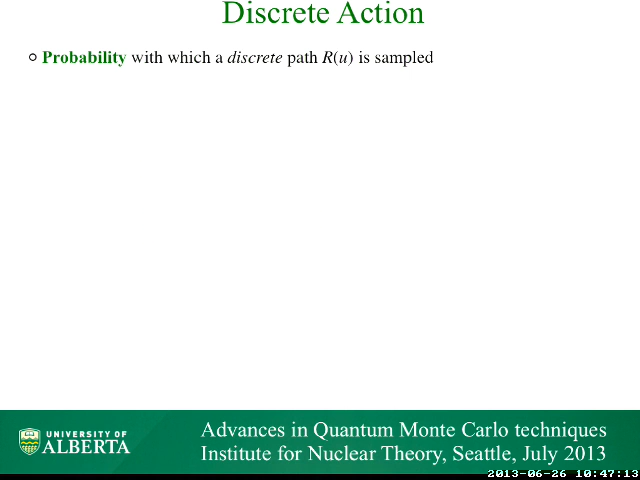 Discrete Action
Probability with which a discrete path R(u) is sampled
UNIVERSITY OF
ALBERTA
Advances in Quantum Monte Carlo techniques
Institute for Nuclear Theory, Seattle, July 2013
2013-06-26 10:47:13